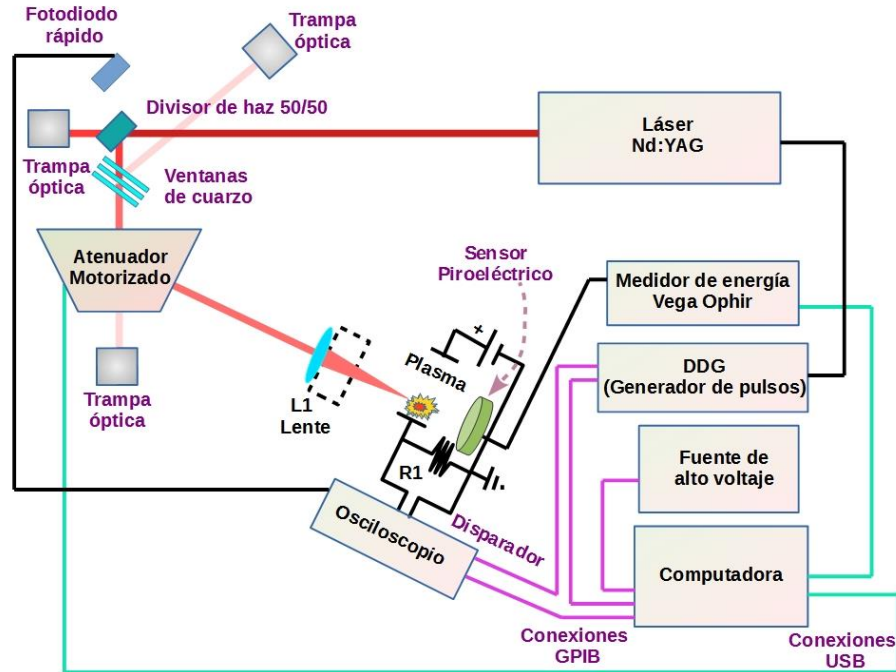 Fotodiodo
rápido
Trampa
óptica
Divisor de haz 50/50
Láser
Nd:YAG
Trampa
óptica
Ventanas
de cuarzo
Atenuador
Motorizado
Sensor
Piroeléctrico
Medidor de energía
Vega Ophir
+
Plasma
DDG
(Generador de pulsos)
Trampa
óptica
L1
Lente
R1
Fuente de
alto voltaje
Osciloscopio
Disparador
Computadora
Conexiones
GPIB
Conexiones
USB